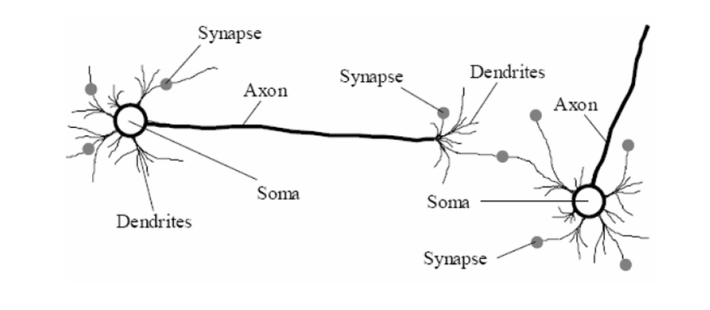 Synapse
Axon
Synapse
Dendrites
Axon
Soma
Soma
Dendrites
Synapse